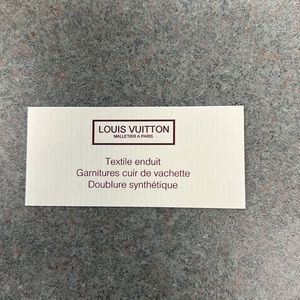 LOUIS VUITTON
MALLETIER A PARIS
Textile enduit
Garnitures cuir de vachette
Doublure synthétique